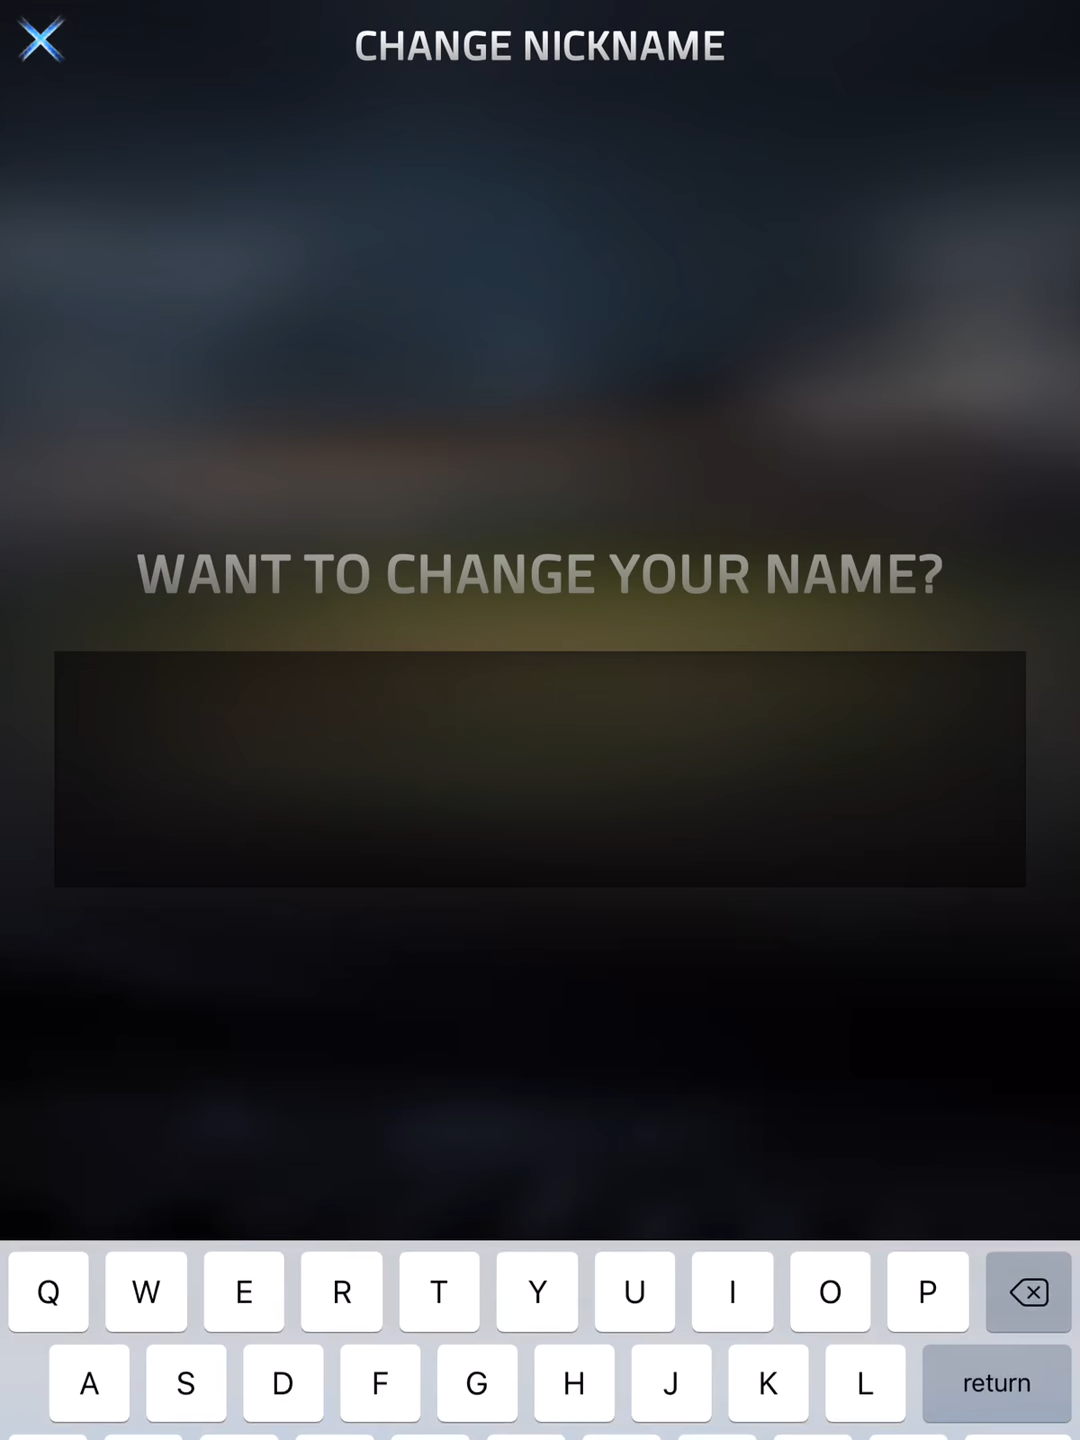 CHANGE NICKNAME
WANT TO CHANGE YOUR NAME?
Q W E R T Y U I O P
A S D F G H J K L return